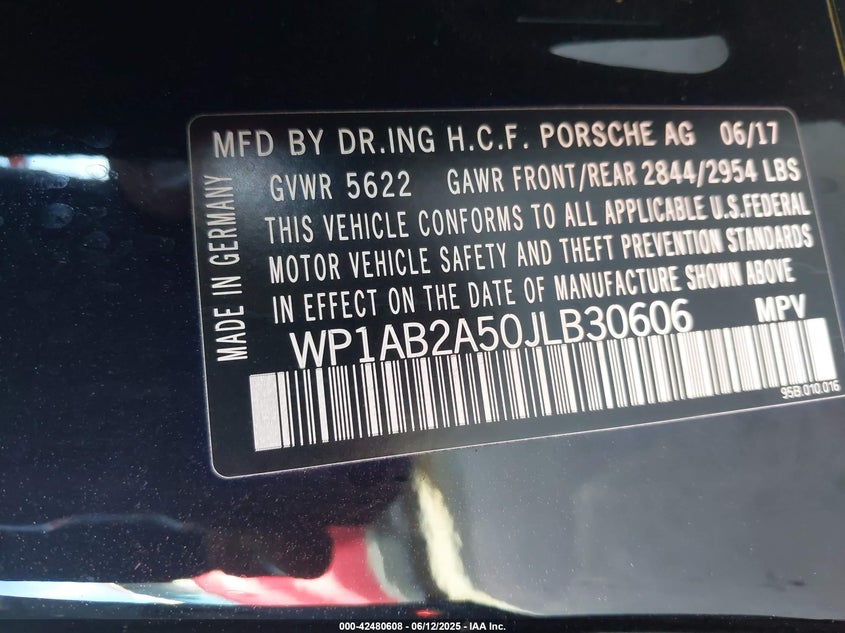 MFD BY DR.ING H.C.F. PORSCHE AG 06/17
GVWR 5622 GAWR FRONT/REAR 2844/2954 LBS
THIS VEHICLE CONFORMS TO ALL APPLICABLE U.S.FEDERAL
MOTOR VEHICLE SAFETY AND THEFT PREVENTION STANDARDS
IN EFFECT ON THE DATE OF MANUFACTURE SHOWN ABOVE
MADE IN GERMANY
WP1AB2A50JLB30606 MPV
95B.010.016
000-42480608 - 06/12/2025 - IAA Inc.